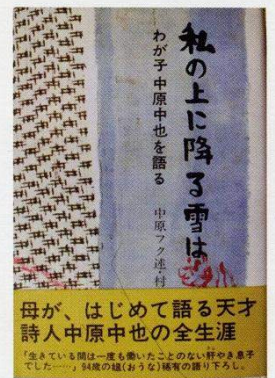 私の上に降る雪は
わが子中原中也を語る
中原フク述・村
母が、はじめて語る天才
詩人中原中也の全生涯
「生きている間は一度も働いたことのない好やき息子
でした……」94歳の媼(おうな)稀有の語り下ろし。